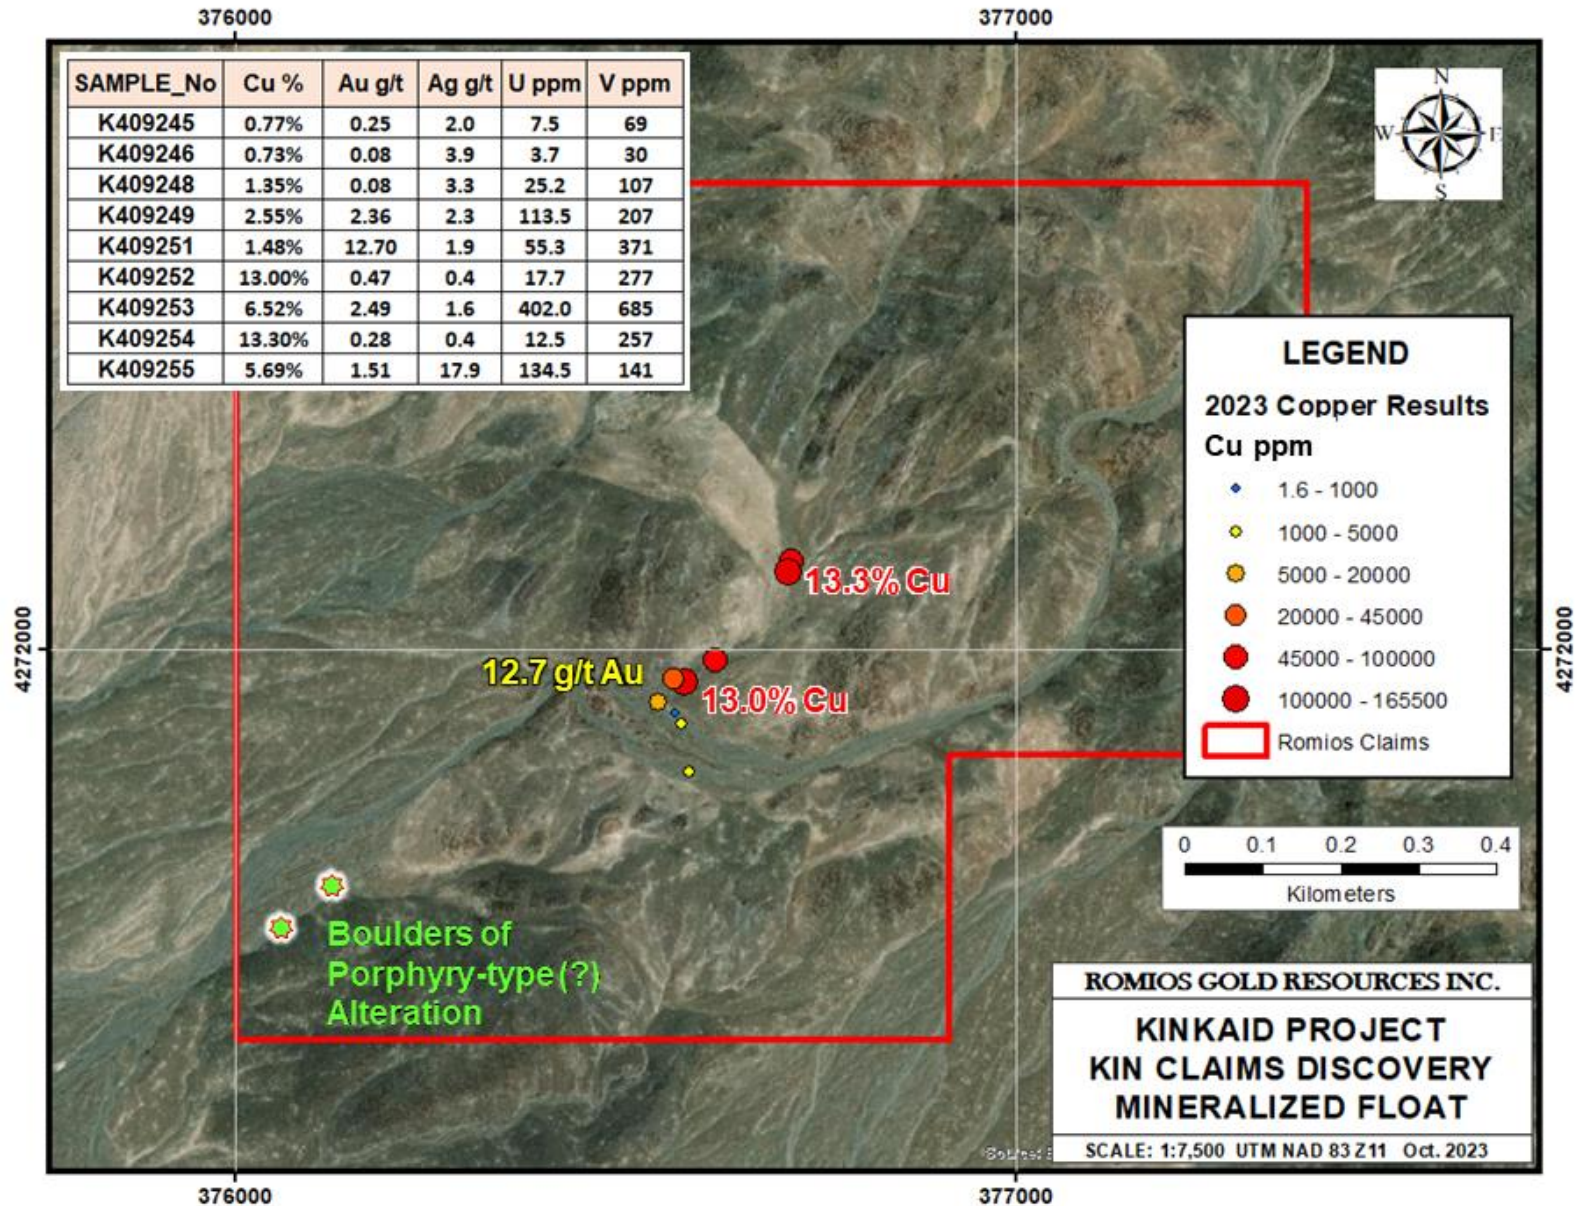 376000 377000
SAMPLE_No Cu % Au g/t Ag g/t U ppm V ppm
K409245 0.77% 0.25 2.0 7.5 69
K409246 0.73% 0.08 3.9 3.7 30
K409248 1.35% 0.08 3.3 25.2 107
K409249 2.55% 2.36 2.3 113.5 207
K409251 1.48% 12.70 1.9 55.3 371
K409252 13.00% 0.47 0.4 17.7 277
K409253 6.52% 2.49 1.6 402.0 685
K409254 13.30% 0.28 0.4 12.5 257
K409255 5.69% 1.51 17.9 134.5 141
N
W E
S
LEGEND
2023 Copper Results
Cu ppm
1.6 - 1000
1000 - 5000
5000 - 20000
20000 - 45000
45000 - 100000
100000 - 165500
Romios Claims
13.3% Cu
4272000 4272000
12.7 g/t Au
13.0% Cu
0 0.1 0.2 0.3 0.4
Kilometers
Boulders of
Porphyry-type(?)
Alteration
ROMIOS GOLD RESOURCES INC.
KINKAID PROJECT
KIN CLAIMS DISCOVERY
MINERALIZED FLOAT
SCALE: 1:7,500 UTM NAD 83 Z11 Oct. 2023
Source:
376000 377000